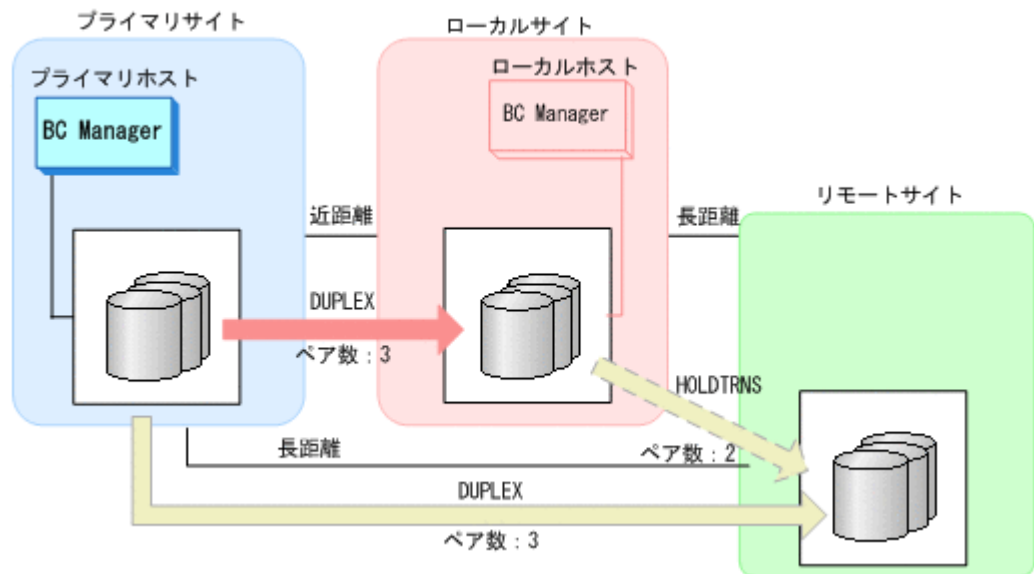 プライマリサイト
ローカルサイト
プライマリホスト
BC Manager
ローカルホスト
BC Manager
リモートサイト
近距離
長距離
DUPLEX
ペア数：3
HOLDTRNS
長距離
ペア数：2
DUPLEX
ペア数：3